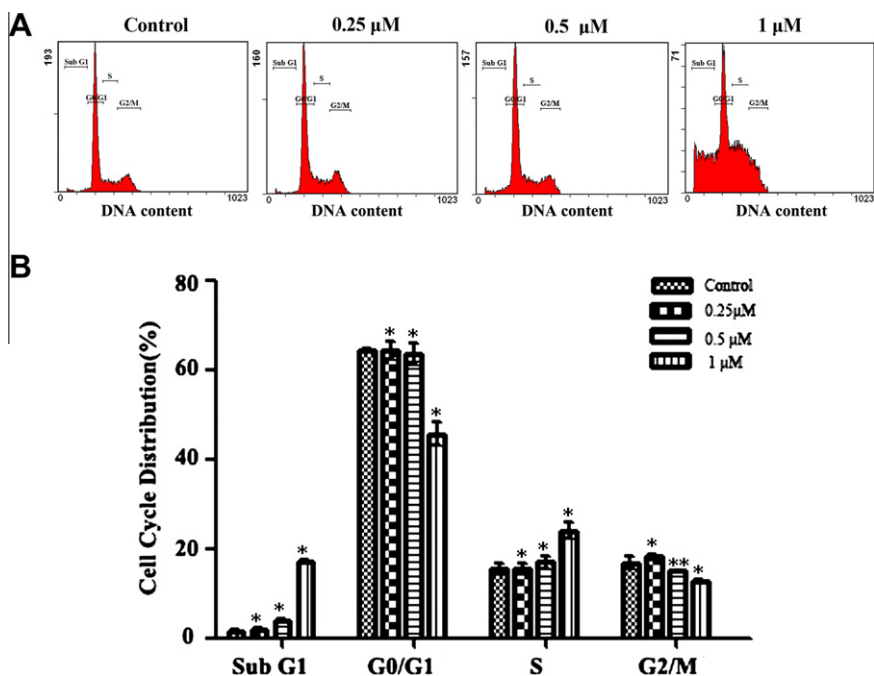 A
Control
0.25 μM
0.5 μM
1 μM
193
Sub G1
S
G0/G1
G2/M
0
1023
DNA content
160
Sub G1
S
G0/G1
G2/M
0
1023
DNA content
157
Sub G1
S
G0/G1
G2/M
0
1023
DNA content
71
Sub G1
S
G0/G1
G2/M
0
1023
DNA content
B
Cell Cycle Distribution(%)
80
60
40
20
0
Control
0.25μM
0.5 μM
1 μM
* * *
* * *
* * *
* ** *
Sub G1
G0/G1
S
G2/M